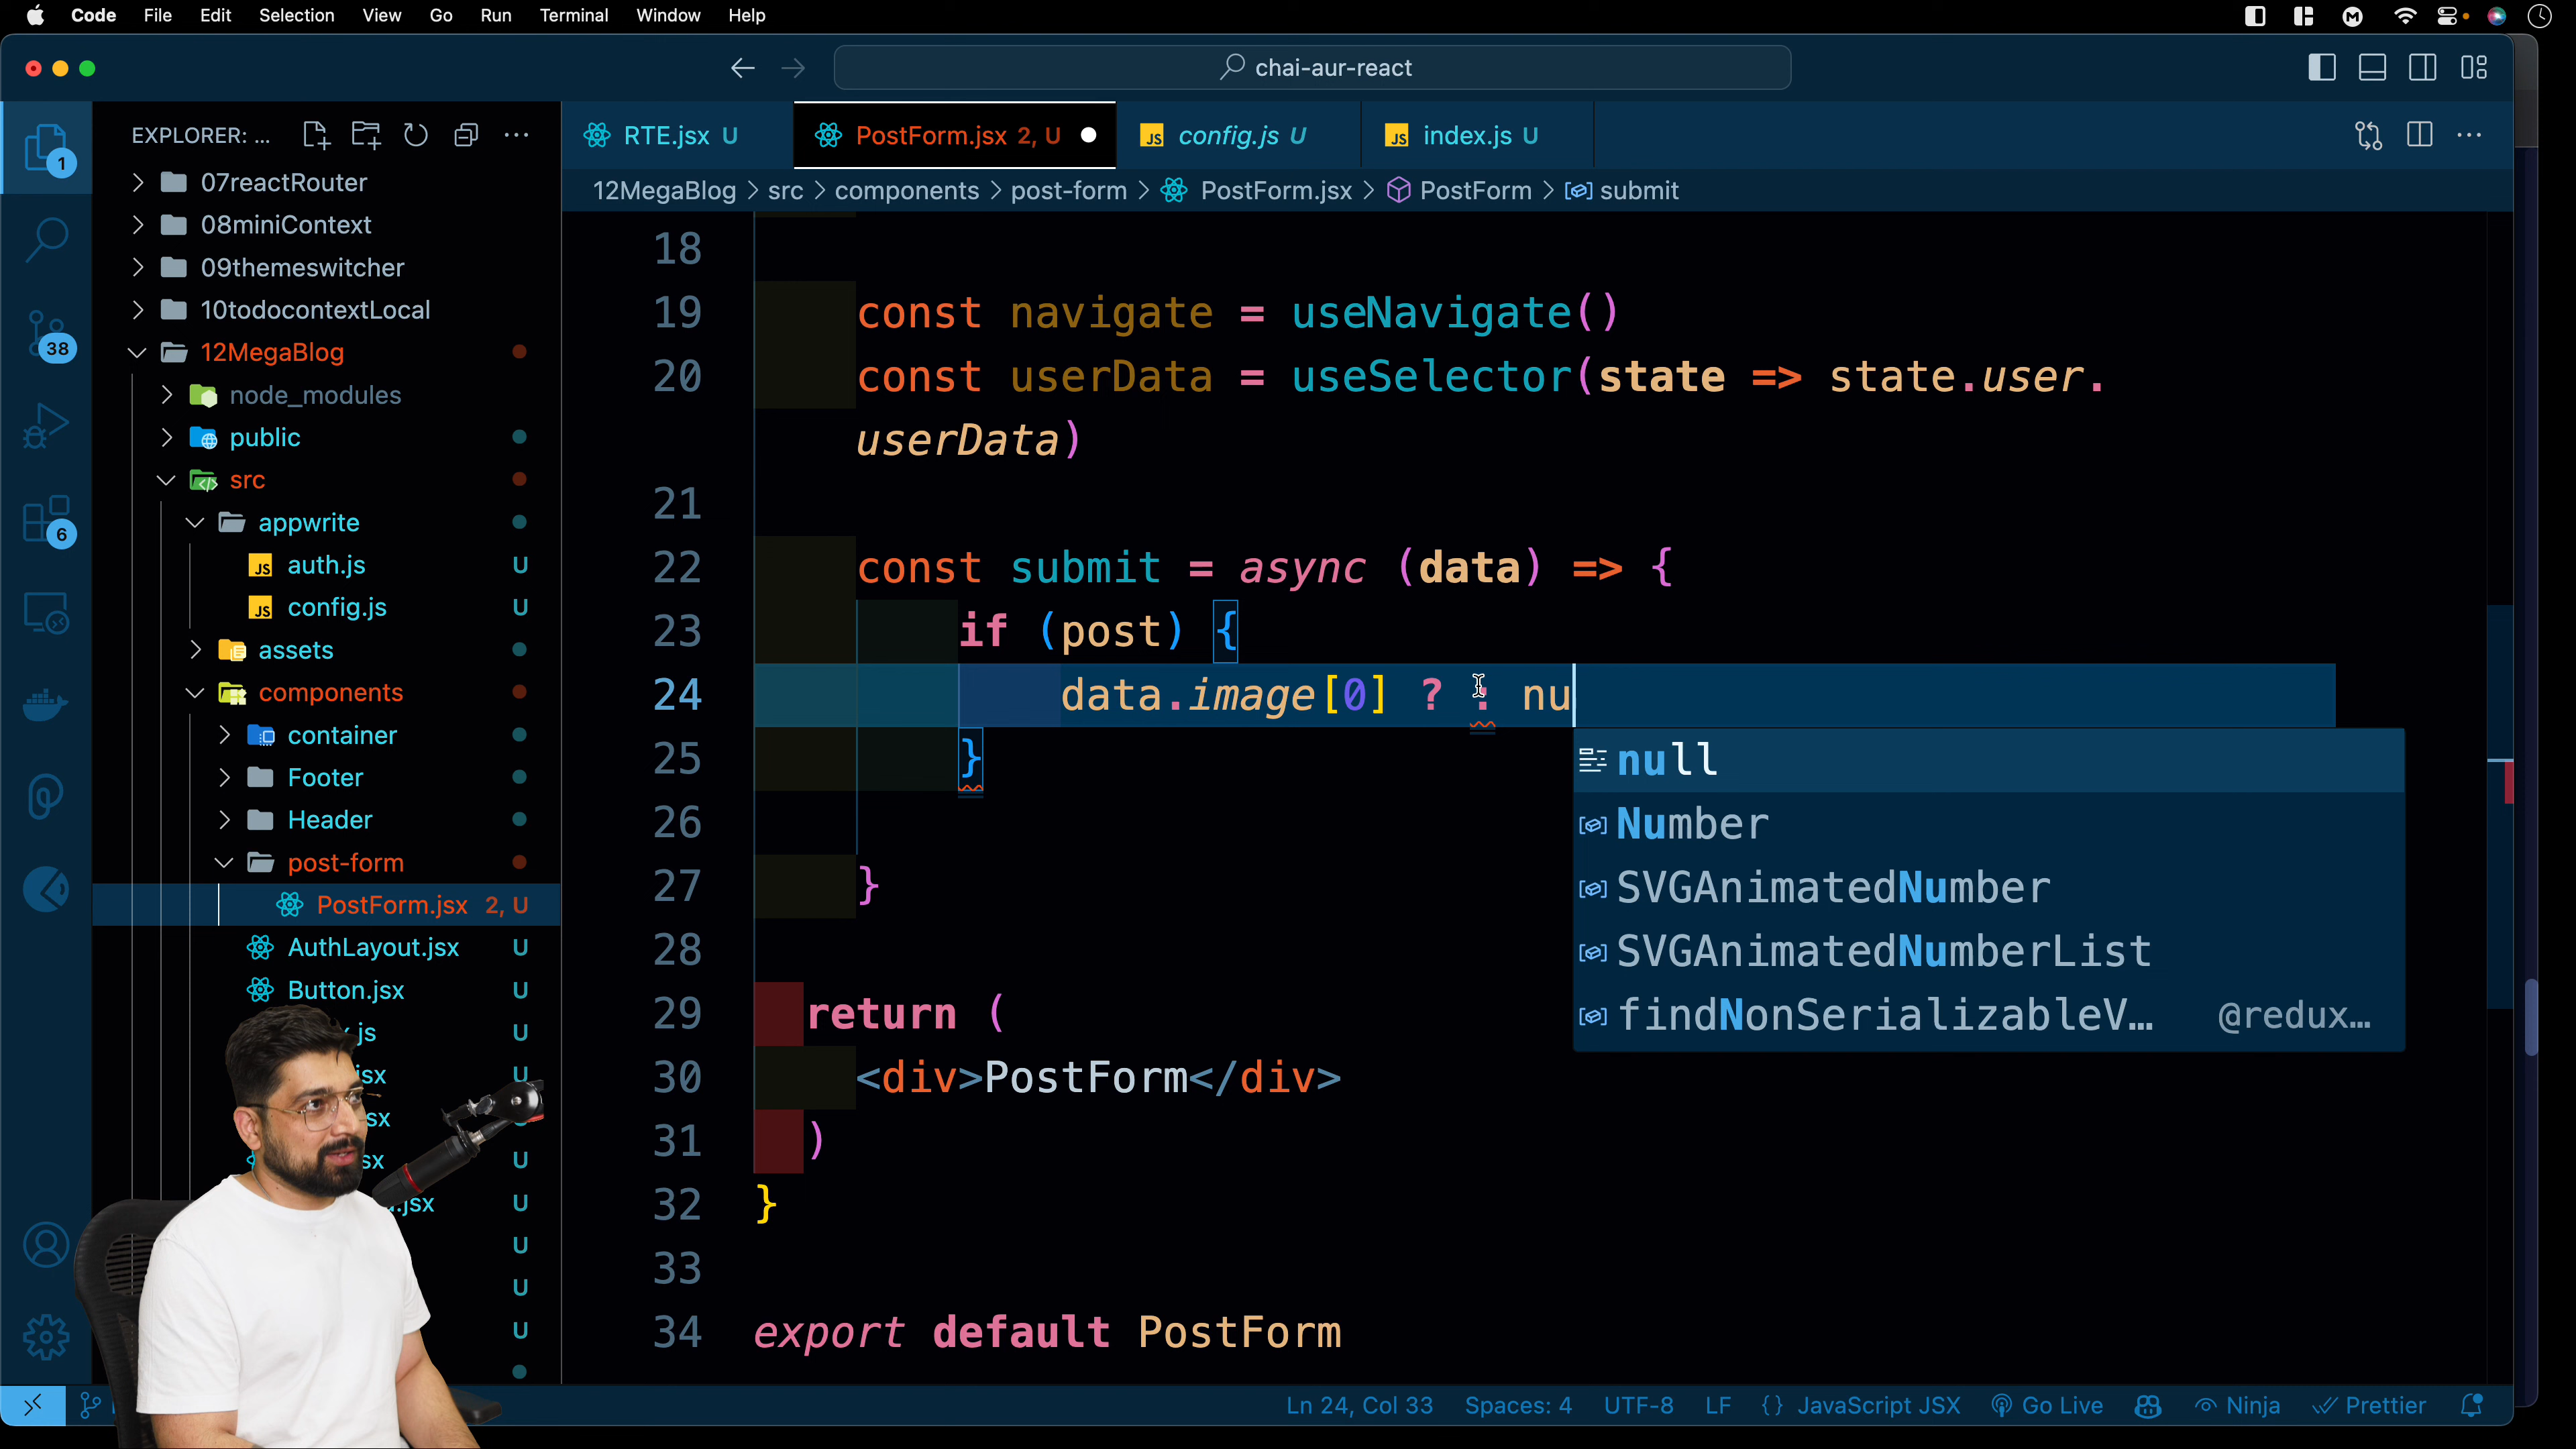 Code File Edit Selection View Go Run Terminal Window Help
chai-aur-react
EXPLORER: ...
RTE.jsx U
PostForm.jsx 2, U
config.js U
index.js U
12MegaBlog > src > components > post-form > PostForm.jsx > PostForm > submit
1
38
6
07reactRouter
08miniContext
09themeswitcher
10todocontextLocal
12MegaBlog
node_modules
public
src
appwrite
auth.js U
config.js U
assets
components
container
Footer
Header
post-form
PostForm.jsx 2, U
AuthLayout.jsx U
Button.jsx U
.js U
sx U
sx U
sx U
.jsx U
U
U
U
18
19 const navigate = useNavigate()
20 const userData = useSelector(state => state.user.
userData)
21
22 const submit = async (data) => {
23 if (post) {
24 data.image[0] ? : nu
25 }
26
27 }
28
29 return (
30 <div>PostForm</div>
31 )
32 }
33
34 export default PostForm
null
Number
SVGAnimatedNumber
SVGAnimatedNumberList
findNonSerializableV… @redux…
Ln 24, Col 33 Spaces: 4 UTF-8 LF {} JavaScript JSX Go Live Ninja Prettier